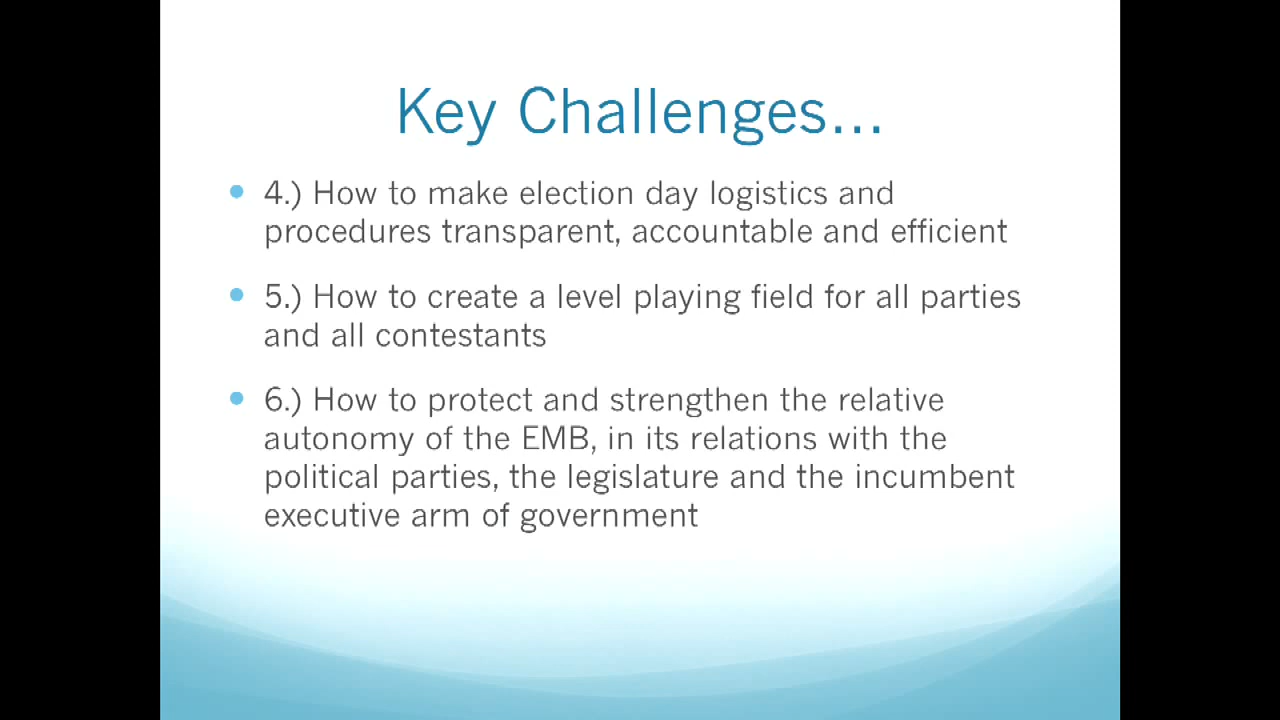 Key Challenges...
4.) How to make election day logistics and
procedures transparent, accountable and efficient
5.) How to create a level playing field for all parties
and all contestants
6.) How to protect and strengthen the relative
autonomy of the EMB, in its relations with the
political parties, the legislature and the incumbent
executive arm of government